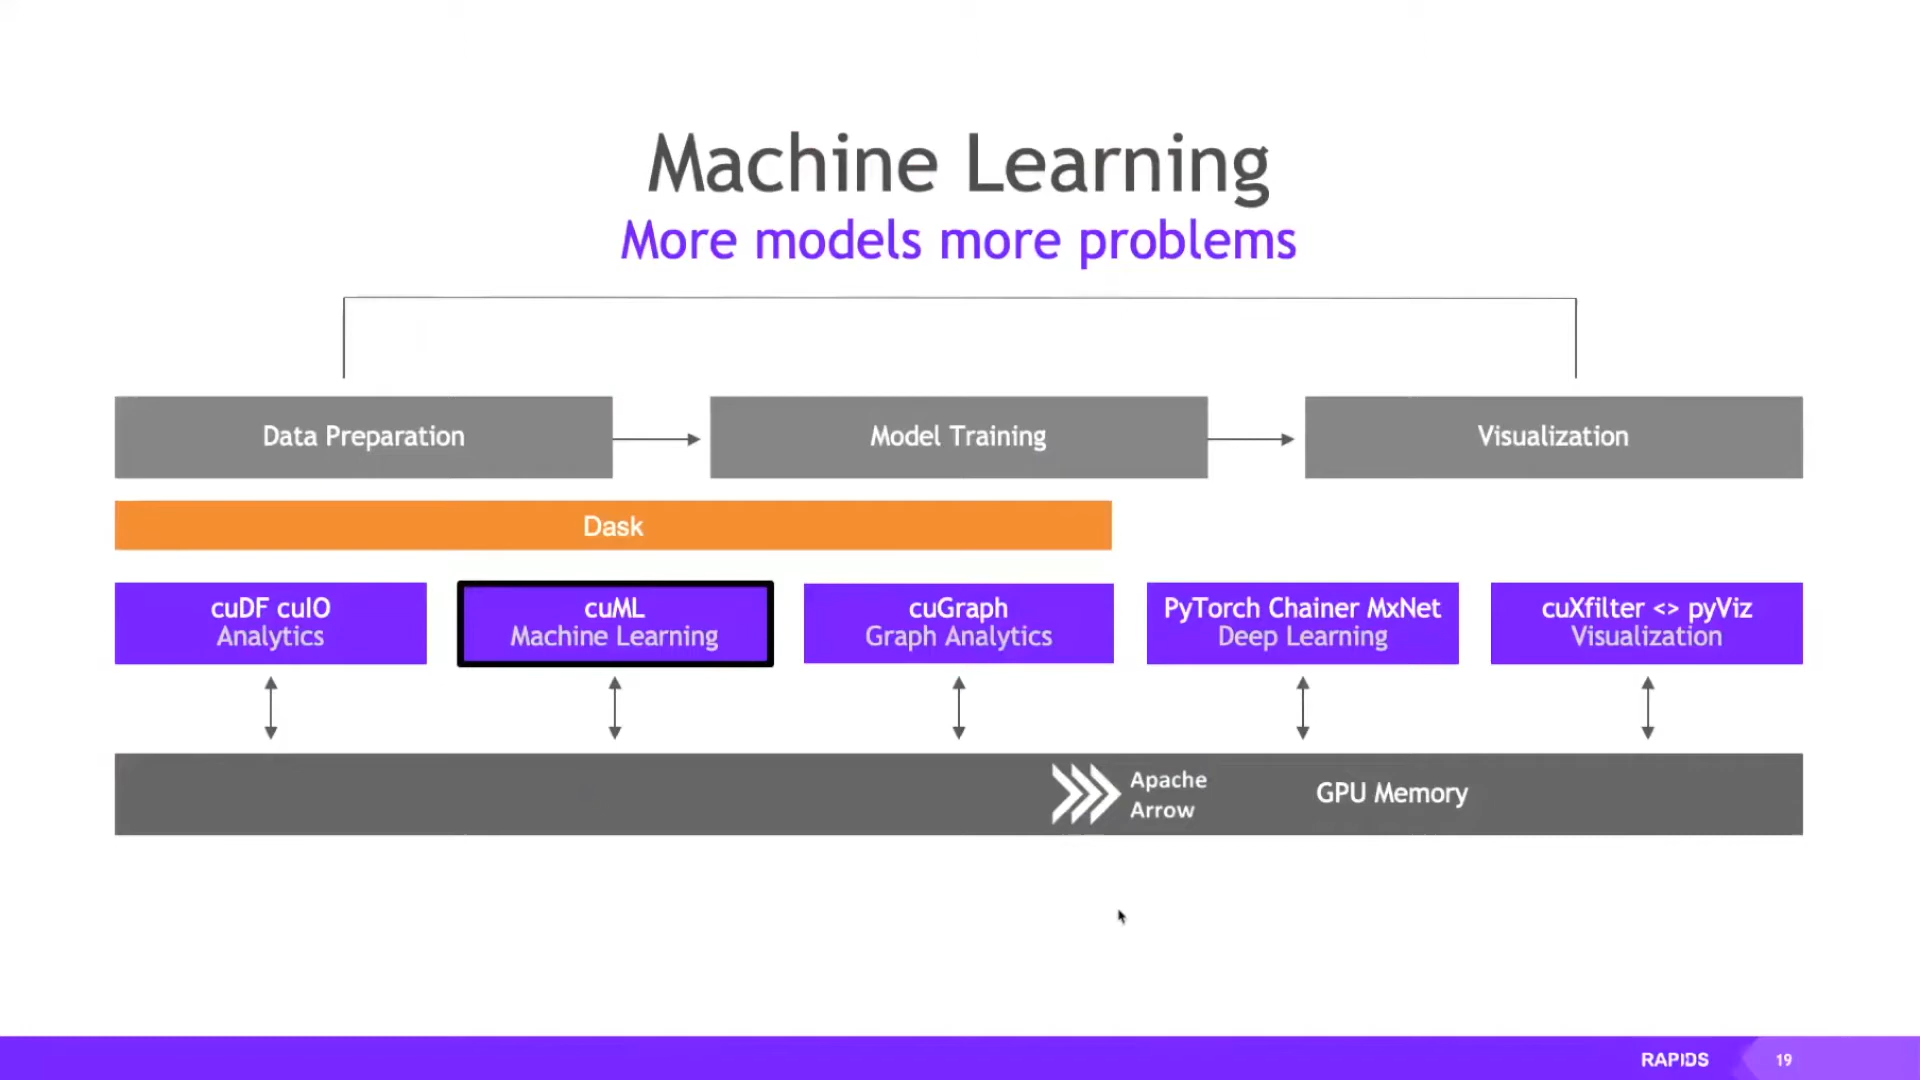 Machine Learning
More models more problems
Data Preparation
Model Training
Visualization
Dask
cuDF cuIO
Analytics
cuML
Machine Learning
cuGraph
Graph Analytics
PyTorch Chainer MxNet
Deep Learning
cuXfilter <> pyViz
Visualization
Apache
Arrow
GPU Memory
RAPIDS
19